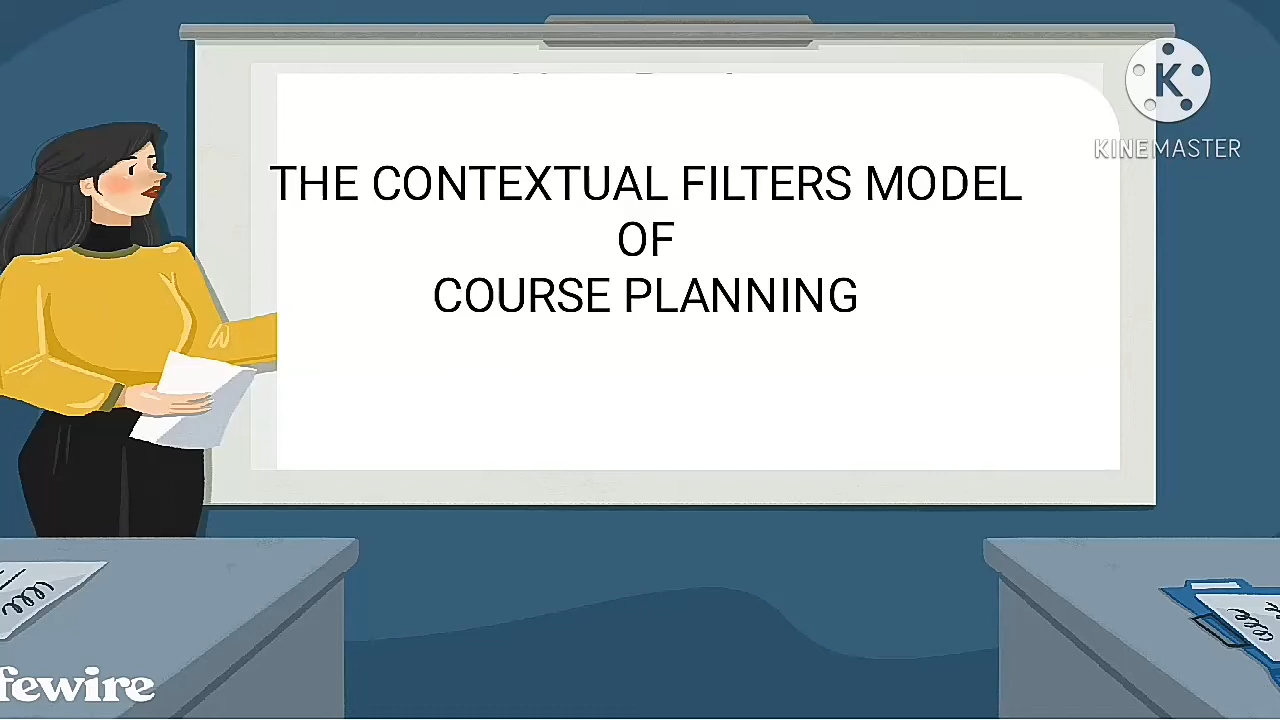 THE CONTEXTUAL FILTERS MODEL
OF
COURSE PLANNING
K
KINEMASTER
fewire